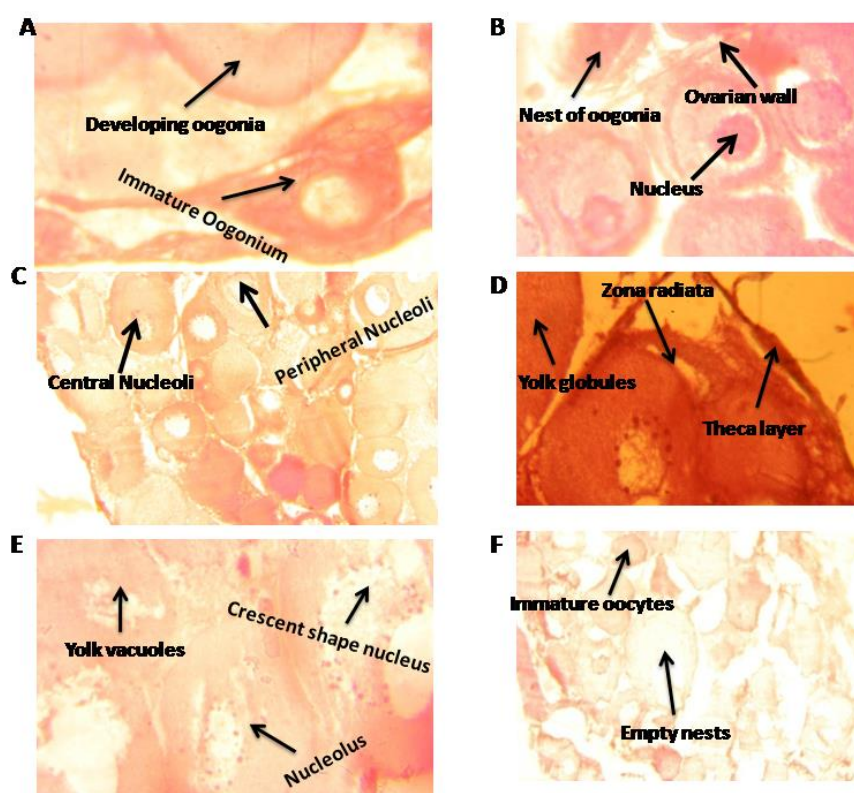 A
Developing oogonia
Immature Oogonium
B
Nest of oogonia
Ovarian wall
Nucleus
C
Central Nucleoli
Peripheral Nucleoli
D
Zona radiata
Yolk globules
Theca layer
E
Yolk vacuoles
Crescent shape nucleus
Nucleolus
F
Immature oocytes
Empty nests